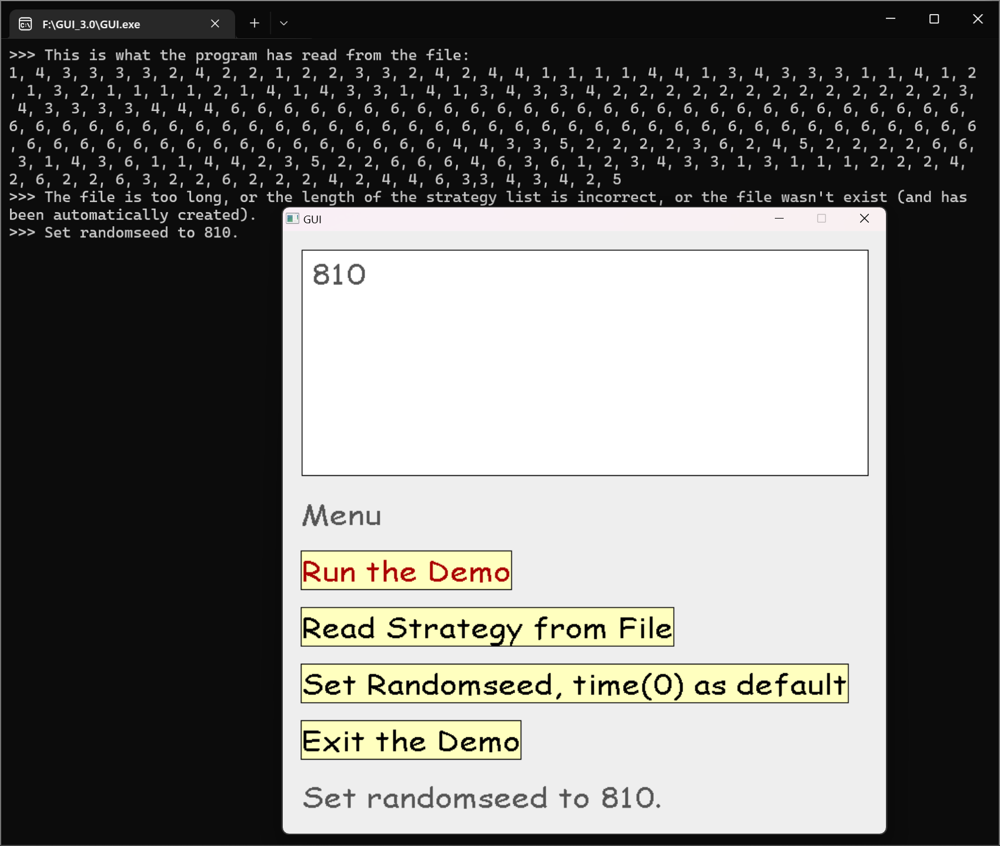 F:\GUI_3.0\GUI.exe
>>> This is what the program has read from the file:
1, 4, 3, 3, 3, 3, 2, 4, 2, 2, 1, 2, 2, 3, 3, 2, 4, 2, 4, 4, 1, 1, 1, 1, 4, 4, 1, 3, 4, 3, 3, 3, 1, 1, 4, 1, 2
, 1, 3, 2, 1, 1, 1, 1, 2, 1, 4, 1, 4, 3, 3, 1, 4, 1, 3, 4, 3, 3, 4, 2, 2, 2, 2, 2, 2, 2, 2, 2, 2, 2, 2, 2, 3,
4, 3, 3, 3, 3, 4, 4, 4, 6, 6, 6, 6, 6, 6, 6, 6, 6, 6, 6, 6, 6, 6, 6, 6, 6, 6, 6, 6, 6, 6, 6, 6, 6, 6, 6, 6,
6, 6, 6, 6, 6, 6, 6, 6, 6, 6, 6, 6, 6, 6, 6, 6, 6, 6, 6, 6, 6, 6, 6, 6, 6, 6, 6, 6, 6, 6, 6, 6, 6, 6, 6, 6, 6
, 6, 6, 6, 6, 6, 6, 6, 6, 6, 6, 6, 6, 6, 6, 6, 6, 4, 4, 3, 3, 5, 2, 2, 2, 2, 3, 6, 2, 4, 5, 2, 2, 2, 2, 6, 6,
3, 1, 4, 3, 6, 1, 1, 4, 4, 2, 3, 5, 2, 2, 6, 6, 6, 4, 6, 3, 6, 1, 2, 3, 4, 3, 3, 1, 3, 1, 1, 1, 2, 2, 2, 4,
2, 6, 2, 2, 6, 3, 2, 2, 6, 2, 2, 2, 4, 2, 4, 4, 6, 3,3, 4, 3, 4, 2, 5
>>> The file is too long, or the length of the strategy list is incorrect, or the file wasn't exist (and has
been automatically created).
>>> Set randomseed to 810.
GUI
810
Menu
Run the Demo
Read Strategy from File
Set Randomseed, time(0) as default
Exit the Demo
Set randomseed to 810.